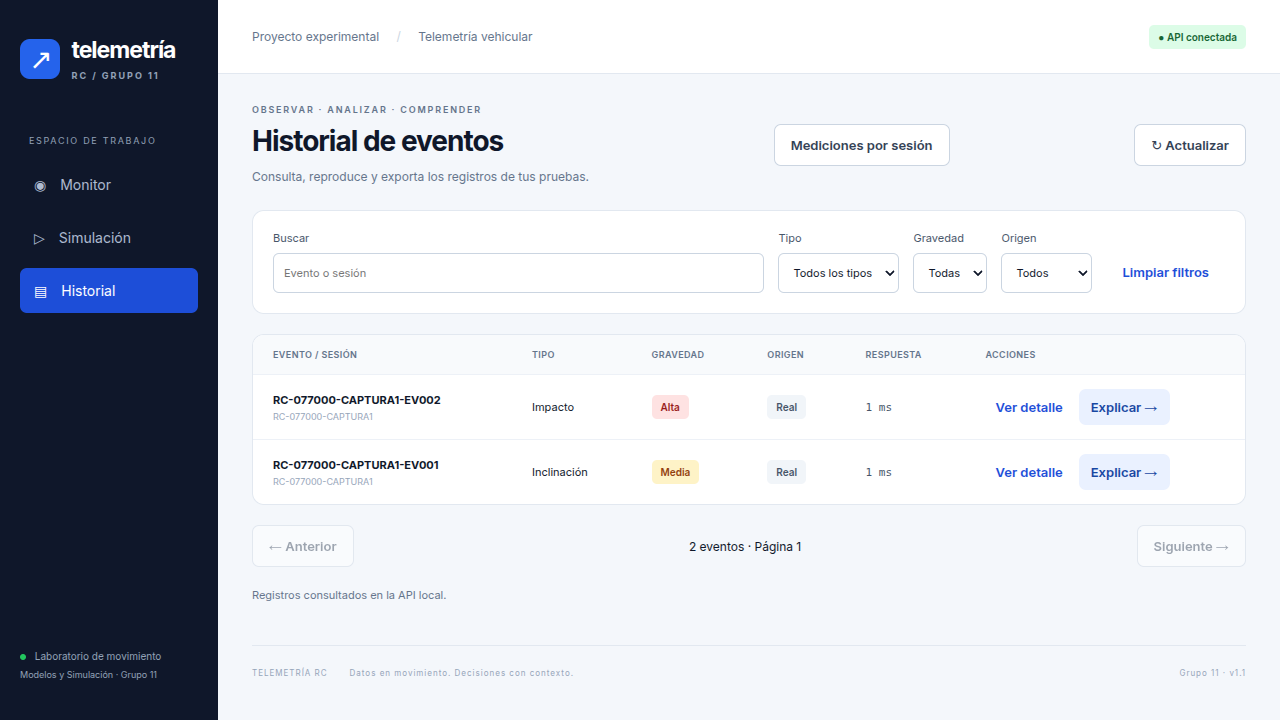 telemetría
RC / GRUPO 11
ESPACIO DE TRABAJO
Monitor
Simulación
Historial
Laboratorio de movimiento
Modelos y Simulación · Grupo 11
Proyecto experimental / Telemetría vehicular
● API conectada
OBSERVAR · ANALIZAR · COMPRENDER
Historial de eventos
Consulta, reproduce y exporta los registros de tus pruebas.
Mediciones por sesión
↻ Actualizar
Buscar Tipo Gravedad Origen
Evento o sesión Todos los tipos Todas Todos Limpiar filtros
EVENTO / SESIÓN TIPO GRAVEDAD ORIGEN RESPUESTA ACCIONES
RC-077000-CAPTURA1-EV002 Impacto Alta Real 1 ms Ver detalle Explicar →
RC-077000-CAPTURA1
RC-077000-CAPTURA1-EV001 Inclinación Media Real 1 ms Ver detalle Explicar →
RC-077000-CAPTURA1
← Anterior 2 eventos · Página 1 Siguiente →
Registros consultados en la API local.
TELEMETRÍA RC Datos en movimiento. Decisiones con contexto. Grupo 11 · v1.1